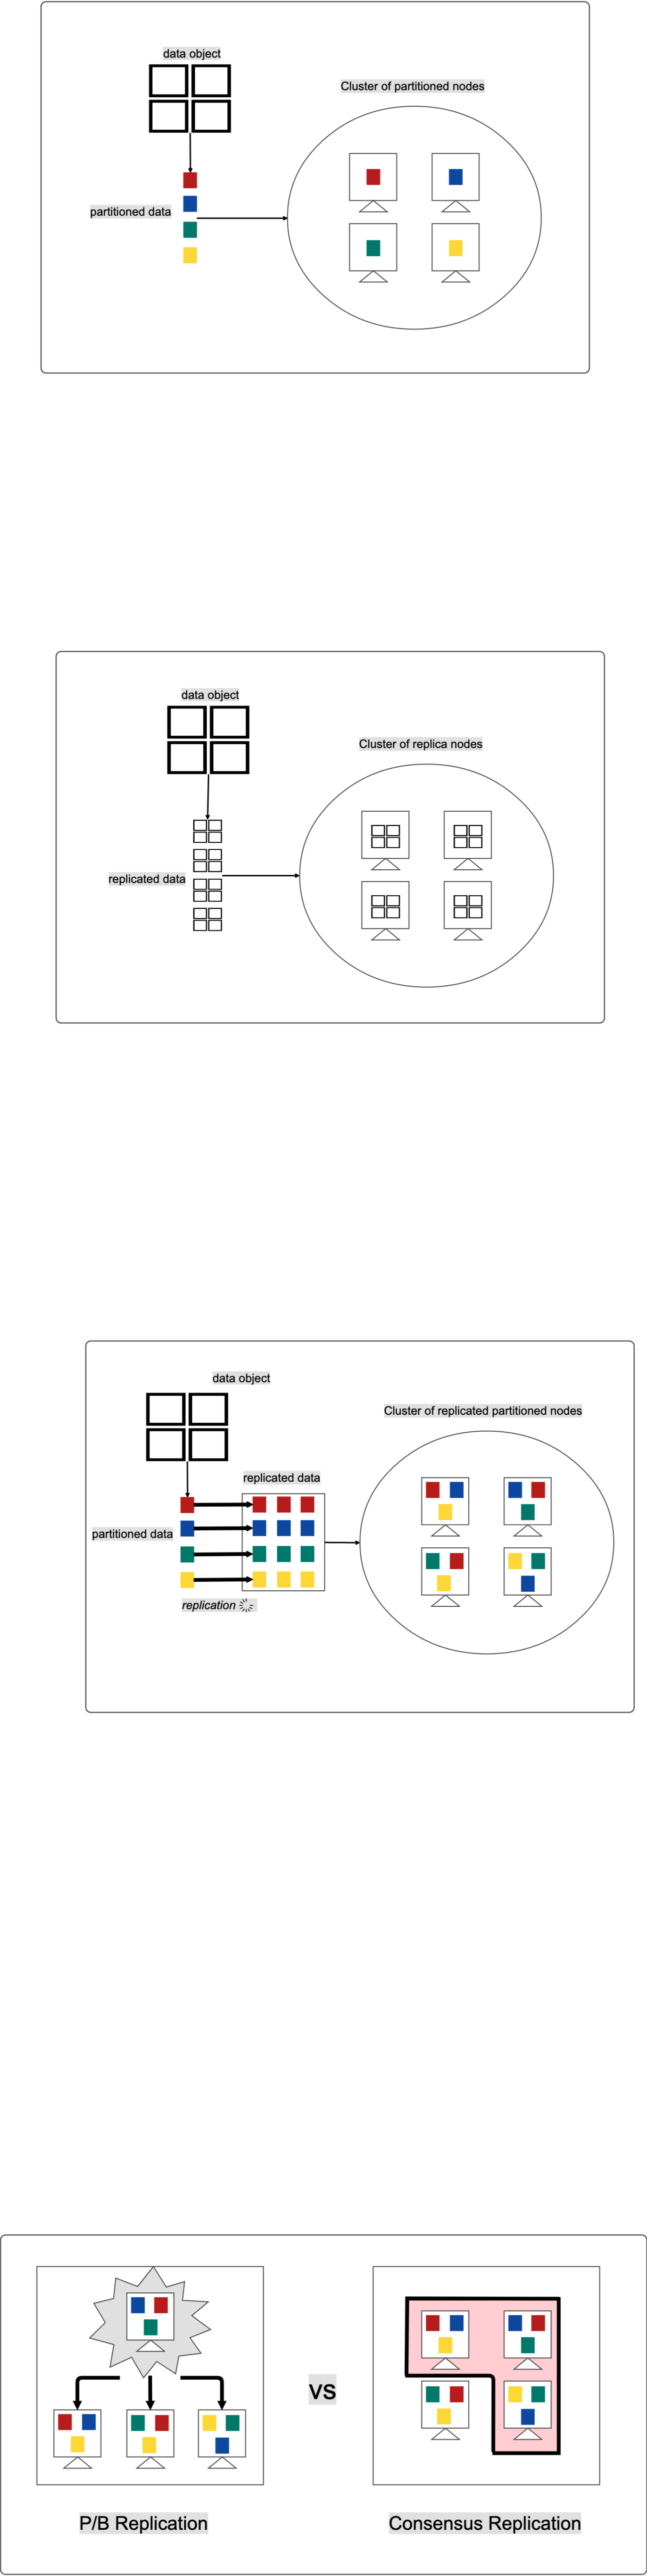 data object
Cluster of partitioned nodes
partitioned data
data object
Cluster of replica nodes
replicated data
data object
Cluster of replicated partitioned nodes
replicated data
partitioned data
replication
VS
P/B Replication
Consensus Replication